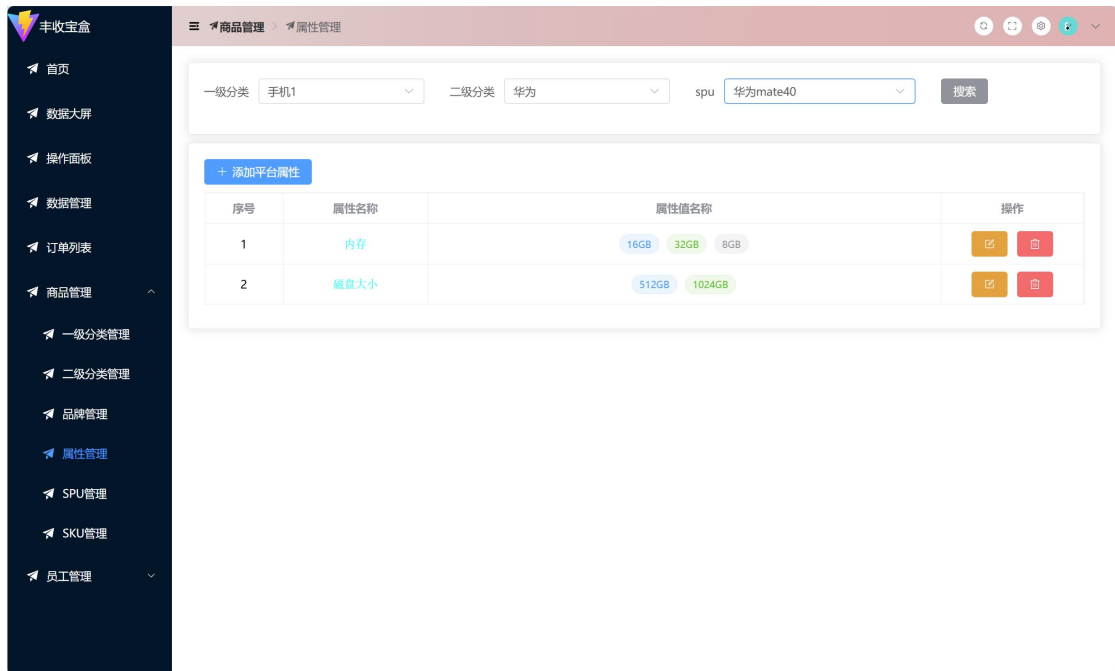 丰收宝盒
商品管理 属性管理
首页
数据大屏
操作面板
数据管理
订单列表
商品管理
一级分类管理
二级分类管理
品牌管理
属性管理
SPU管理
SKU管理
员工管理
一级分类 手机1 二级分类 华为 spu 华为mate40 搜索
+ 添加平台属性
序号 属性名称 属性值名称 操作
1 内存 16GB 32GB 8GB
2 磁盘大小 512GB 1024GB